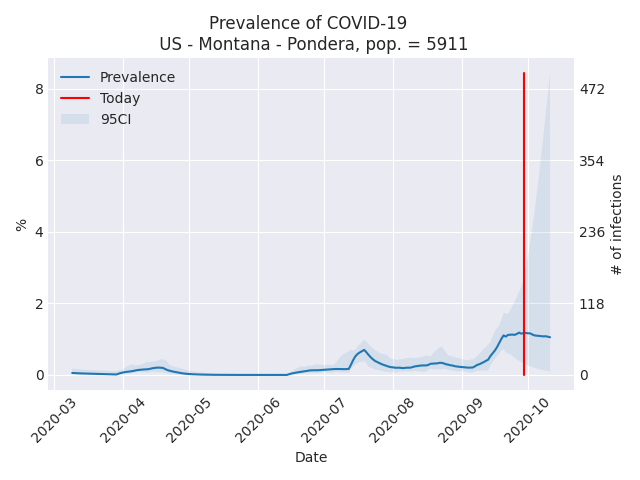 Prevalence of COVID-19
US - Montana - Pondera, pop. = 5911
Prevalence
Today
95CI
8
6
4
2
0
%
472
354
236
118
0
# of infections
2020-03
2020-04
2020-05
2020-06
2020-07
2020-08
2020-09
2020-10
Date